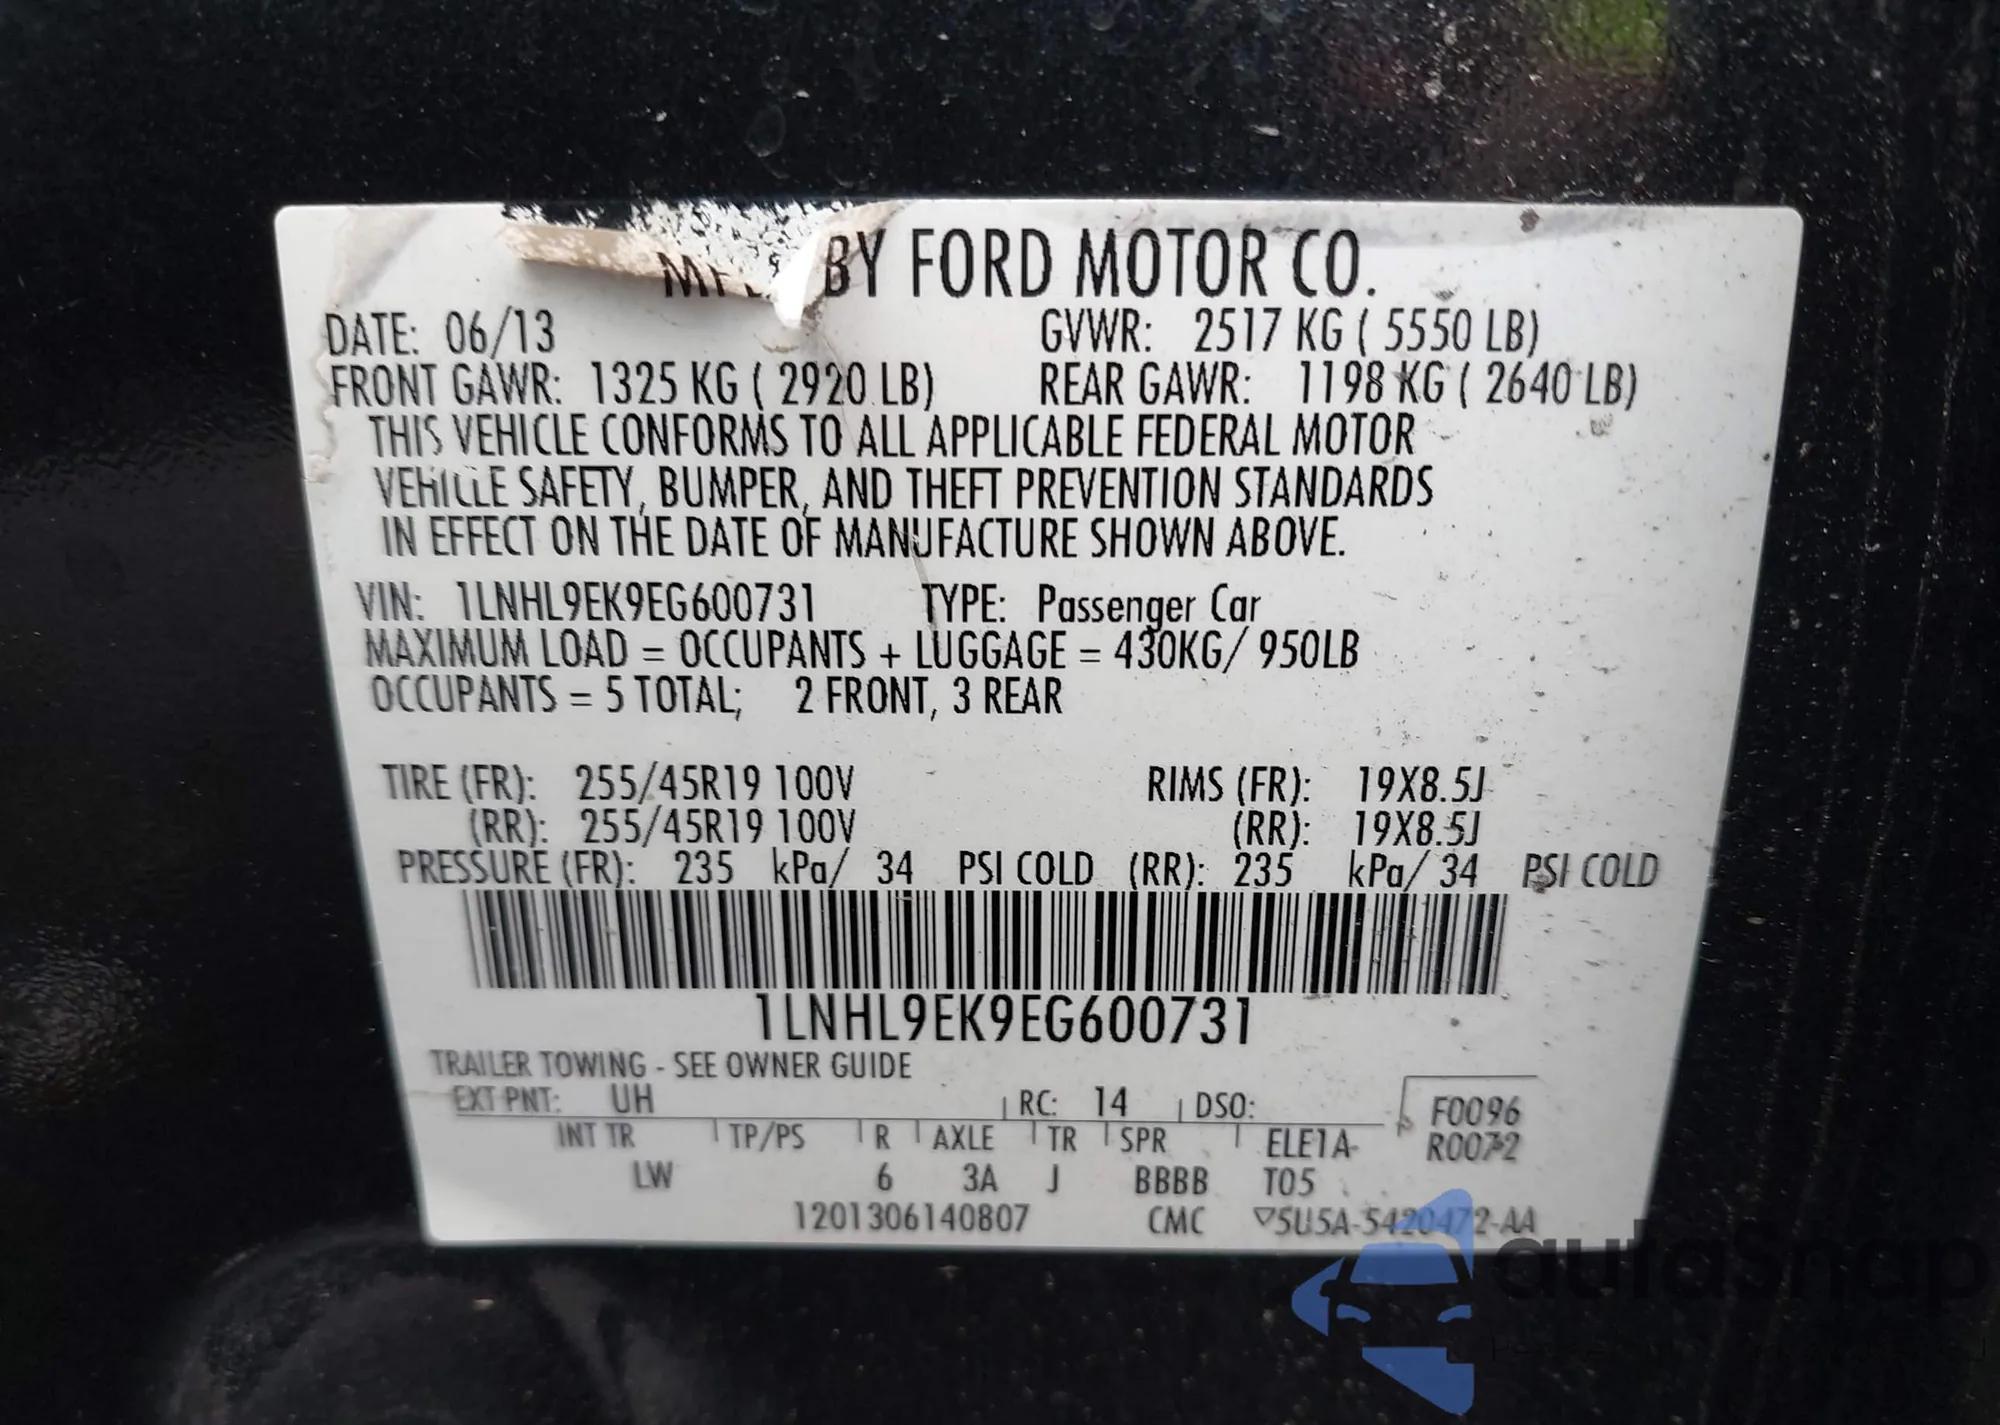 BY FORD MOTOR CO.
DATE: 06/13 GVWR: 2517 KG ( 5550 LB)
FRONT GAWR: 1325 KG ( 2920 LB) REAR GAWR: 1198 KG ( 2640 LB)
THIS VEHICLE CONFORMS TO ALL APPLICABLE FEDERAL MOTOR
VEHICLE SAFETY, BUMPER, AND THEFT PREVENTION STANDARDS
IN EFFECT ON THE DATE OF MANUFACTURE SHOWN ABOVE.
VIN: 1LNHL9EK9EG600731 TYPE: Passenger Car
MAXIMUM LOAD = OCCUPANTS + LUGGAGE = 430KG/ 950LB
OCCUPANTS = 5 TOTAL; 2 FRONT, 3 REAR
TIRE (FR): 255/45R19 100V RIMS (FR): 19X8.5J
(RR): 255/45R19 100V (RR): 19X8.5J
PRESSURE (FR): 235 kPa/ 34 PSI COLD (RR): 235 kPa/ 34 PSI COLD
1LNHL9EK9EG600731
TRAILER TOWING - SEE OWNER GUIDE
EXT PNT: UH RC: 14 DSO: F0096
INT TR TP/PS R AXLE TR SPR ELE1A- R0072
LW 6 3A J BBBB T05
1201306140807 CMC ▽5U5A-5420472-AA
autosnap